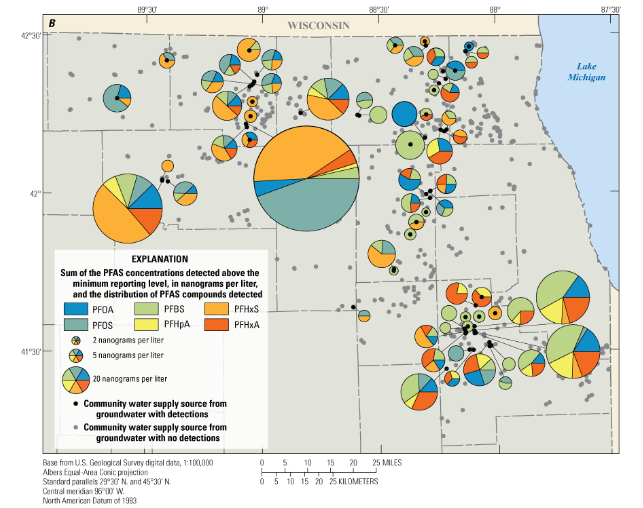 89°30'
89°
88°30'
88°
87°30'
B
WISCONSIN
42°30'
Lake
Michigan
42°
EXPLANATION
Sum of the PFAS concentrations detected above the
minimum reporting level, in nanograms per liter,
and the distribution of PFAS compounds detected
PFOA PFBS PFHxS
PFOS PFHpA PFHxA
2 nanograms per liter
5 nanograms per liter
20 nanograms per liter
Community water supply source from
groundwater with detections
Community water supply source from
groundwater with no detections
41°30'
Base from U.S. Geological Survey digital data, 1:100,000
Albers Equal-Area Conic projection
Standard parallels 29°30' N. and 45°30' N.
Central meridian 96°00' W.
North American Datum of 1983
0 5 10 15 20 25 MILES
0 5 10 15 20 25 KILOMETERS